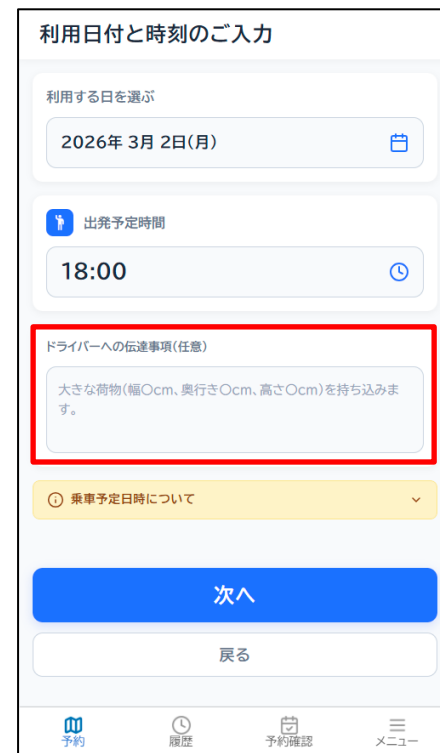 利用日付と時刻のご入力
利用する日を選ぶ
2026年 3月 2日(月)
出発予定時間
18:00
ドライバーへの伝達事項(任意)
大きな荷物(幅〇cm、奥行き〇cm、高さ〇cm)を持ち込みま
す。
乗車予定日時について
次へ
戻る
予約
履歴
予約確認
メニュー